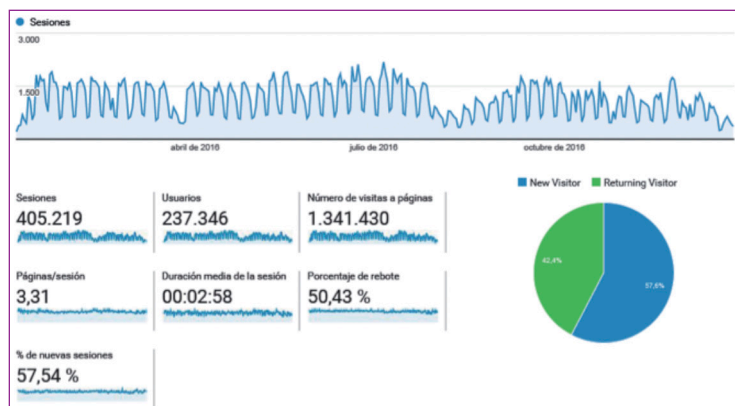 Sesiones
3.000
1.500
abril de 2016
julio de 2016
octubre de 2016
New Visitor
Returning Visitor
Sesiones
405.219
Usuarios
237.346
Número de visitas a páginas
1.341.430
Páginas/sesión
3,31
Duración media de la sesión
00:02:58
Porcentaje de rebote
50,43 %
% de nuevas sesiones
57,54 %
42,4%
57,6%